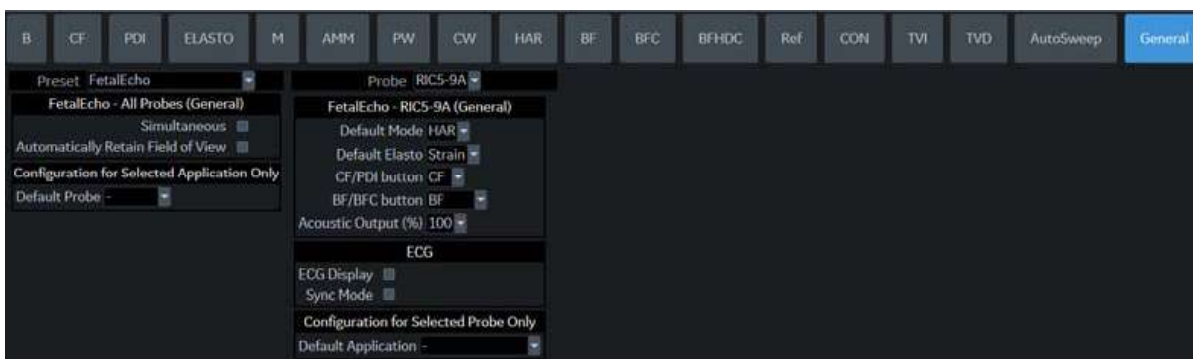 B CF PDI ELASTO M AMM PW CW HAR BF BFC BFHDC Ref CON TVI TVD AutoSweep General
Preset FetalEcho
FetalEcho - All Probes (General)
Simultaneous
Automatically Retain Field of View
Configuration for Selected Application Only
Default Probe -
Probe RIC5-9A
FetalEcho - RIC5-9A (General)
Default Mode HAR
Default Elasto Strain
CF/PDI button CF
BF/BFC button BF
Acoustic Output (%) 100
ECG
ECG Display
Sync Mode
Configuration for Selected Probe Only
Default Application -